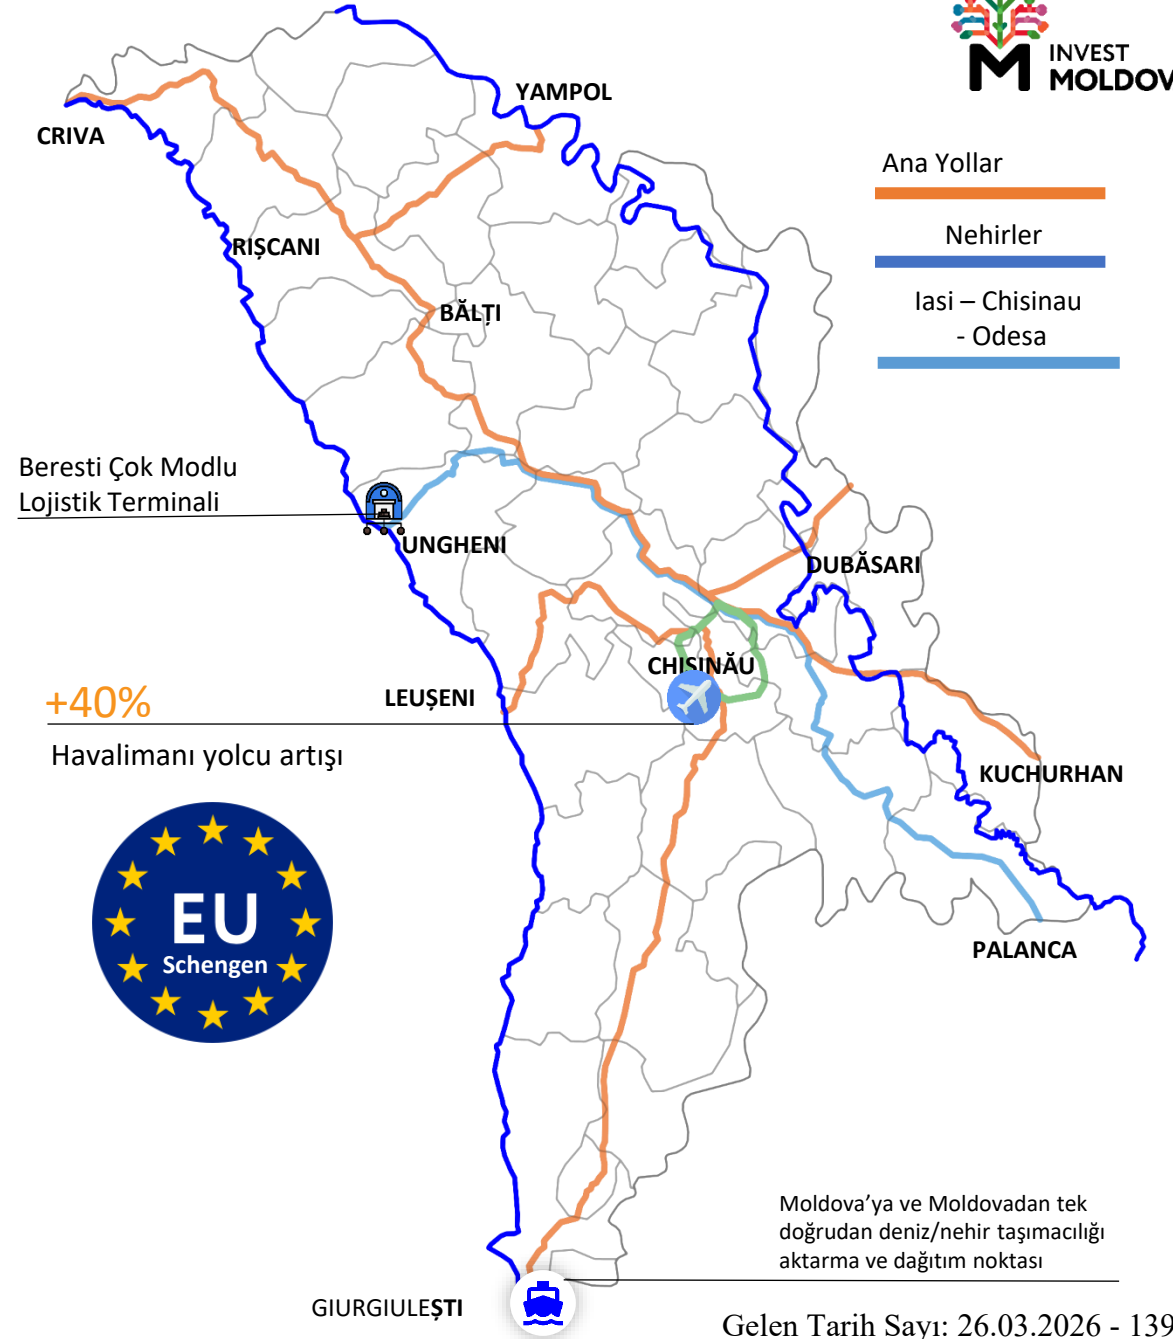 INVEST
MOLDOV
YAMPOL
CRIVA
Ana Yollar
Nehirler
Iasi – Chisinau
- Odesa
RIȘCANI
BĂLȚI
Beresti Çok Modlu
Lojistik Terminali
UNGHENI
DUBĂSARI
CHIȘINĂU
LEUȘENI
+40%
Havalimanı yolcu artışı
KUCHURHAN
EU
Schengen
PALANCA
Moldova’ya ve Moldovadan tek
doğrudan deniz/nehir taşımacılığı
aktarma ve dağıtım noktası
GIURGIULEȘTI
Gelen Tarih Sayı: 26.03.2026 - 139